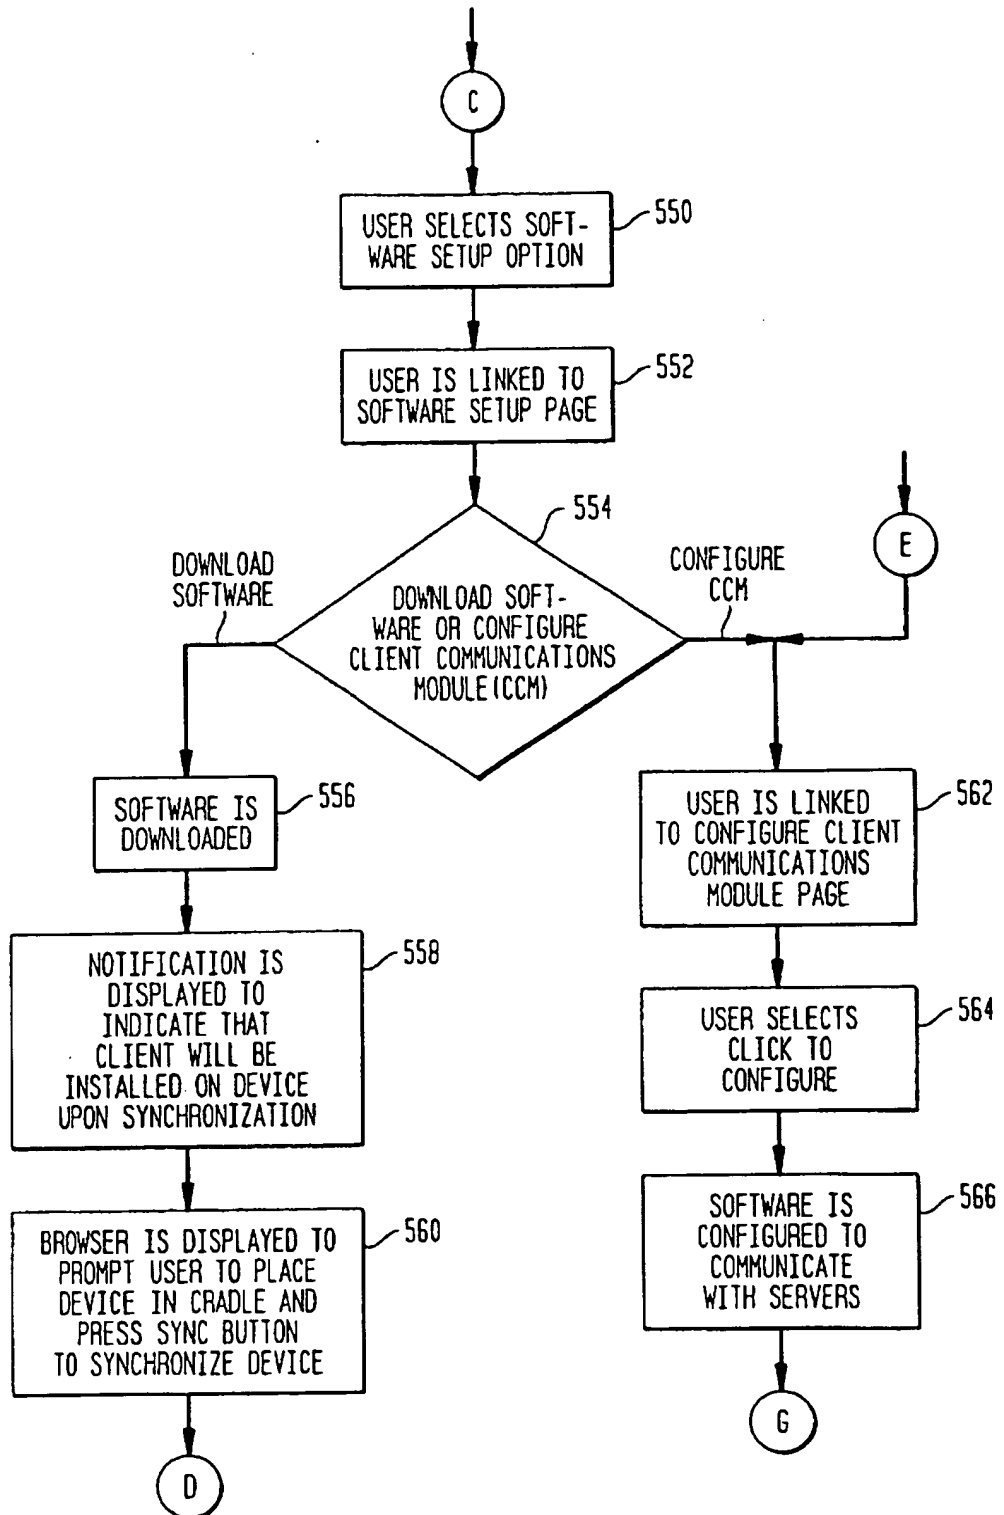 C
USER SELECTS SOFT-
WARE SETUP OPTION
550
USER IS LINKED TO
SOFTWARE SETUP PAGE
552
554
DOWNLOAD SOFT-
WARE OR CONFIGURE
CLIENT COMMUNICATIONS
MODULE(CCM)
DOWNLOAD
SOFTWARE
CONFIGURE
CCM
E
SOFTWARE IS
DOWNLOADED
556
NOTIFICATION IS
DISPLAYED TO
INDICATE THAT
CLIENT WILL BE
INSTALLED ON DEVICE
UPON SYNCHRONIZATION
558
BROWSER IS DISPLAYED TO
PROMPT USER TO PLACE
DEVICE IN CRADLE AND
PRESS SYNC BUTTON
TO SYNCHRONIZE DEVICE
560
D
USER IS LINKED
TO CONFIGURE CLIENT
COMMUNICATIONS
MODULE PAGE
562
USER SELECTS
CLICK TO
CONFIGURE
564
SOFTWARE IS
CONFIGURED TO
COMMUNICATE
WITH SERVERS
566
G